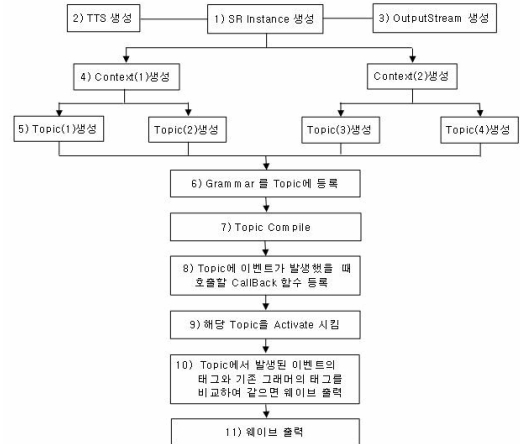 2) TTS 생성
1) SR Instance 생성
3) OutputStream 생성
4) Context(1)생성
Context(2)생성
5) Topic(1)생성
Topic(2)생성
Topic(3)생성
Topic(4)생성
6) Grammar 를 Topic에 등록
7) Topic Compile
8) Topic에 이벤트가 발생했을 때
호출할 CallBack 함수 등록
9) 해당 Topic을 Activate 시킴
10) Topic에서 발생된 이벤트의
태그와 기존 그래머의 태그를
비교하여 같으면 웨이브 출력
11) 웨이브 출력